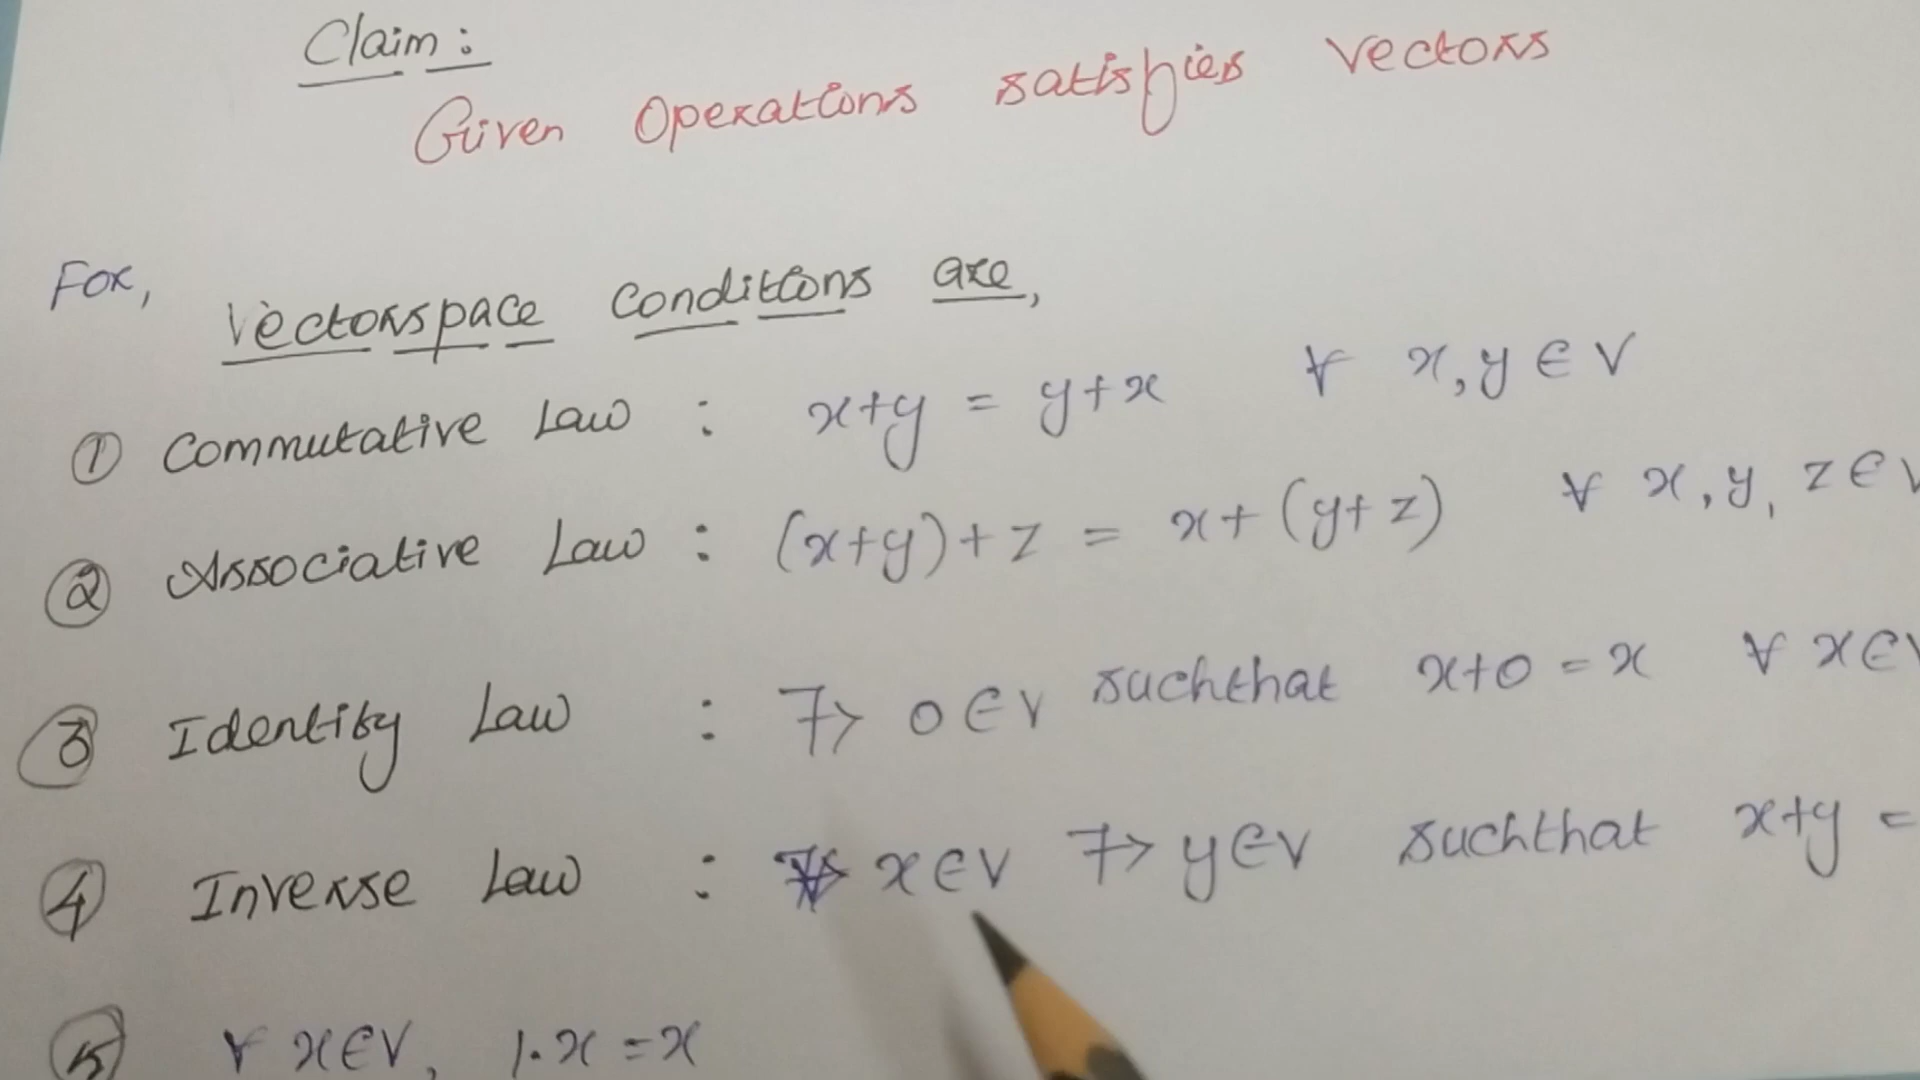 Claim:
Given Operations satisfies vectors
For,
Vectorspace Conditions are,
① Commutative Law : x+y = y+x ∀ x,y ∈ V
② Associative Law : (x+y)+z = x+(y+z) ∀ x,y,z ∈ V
③ Identity Law : ∃> 0∈V suchthat x+0 = x ∀ x∈V
④ Inverse Law : ∀ x∈V ∃> y∈V suchthat x+y =
⑤ ∀ x∈V, 1.x = x